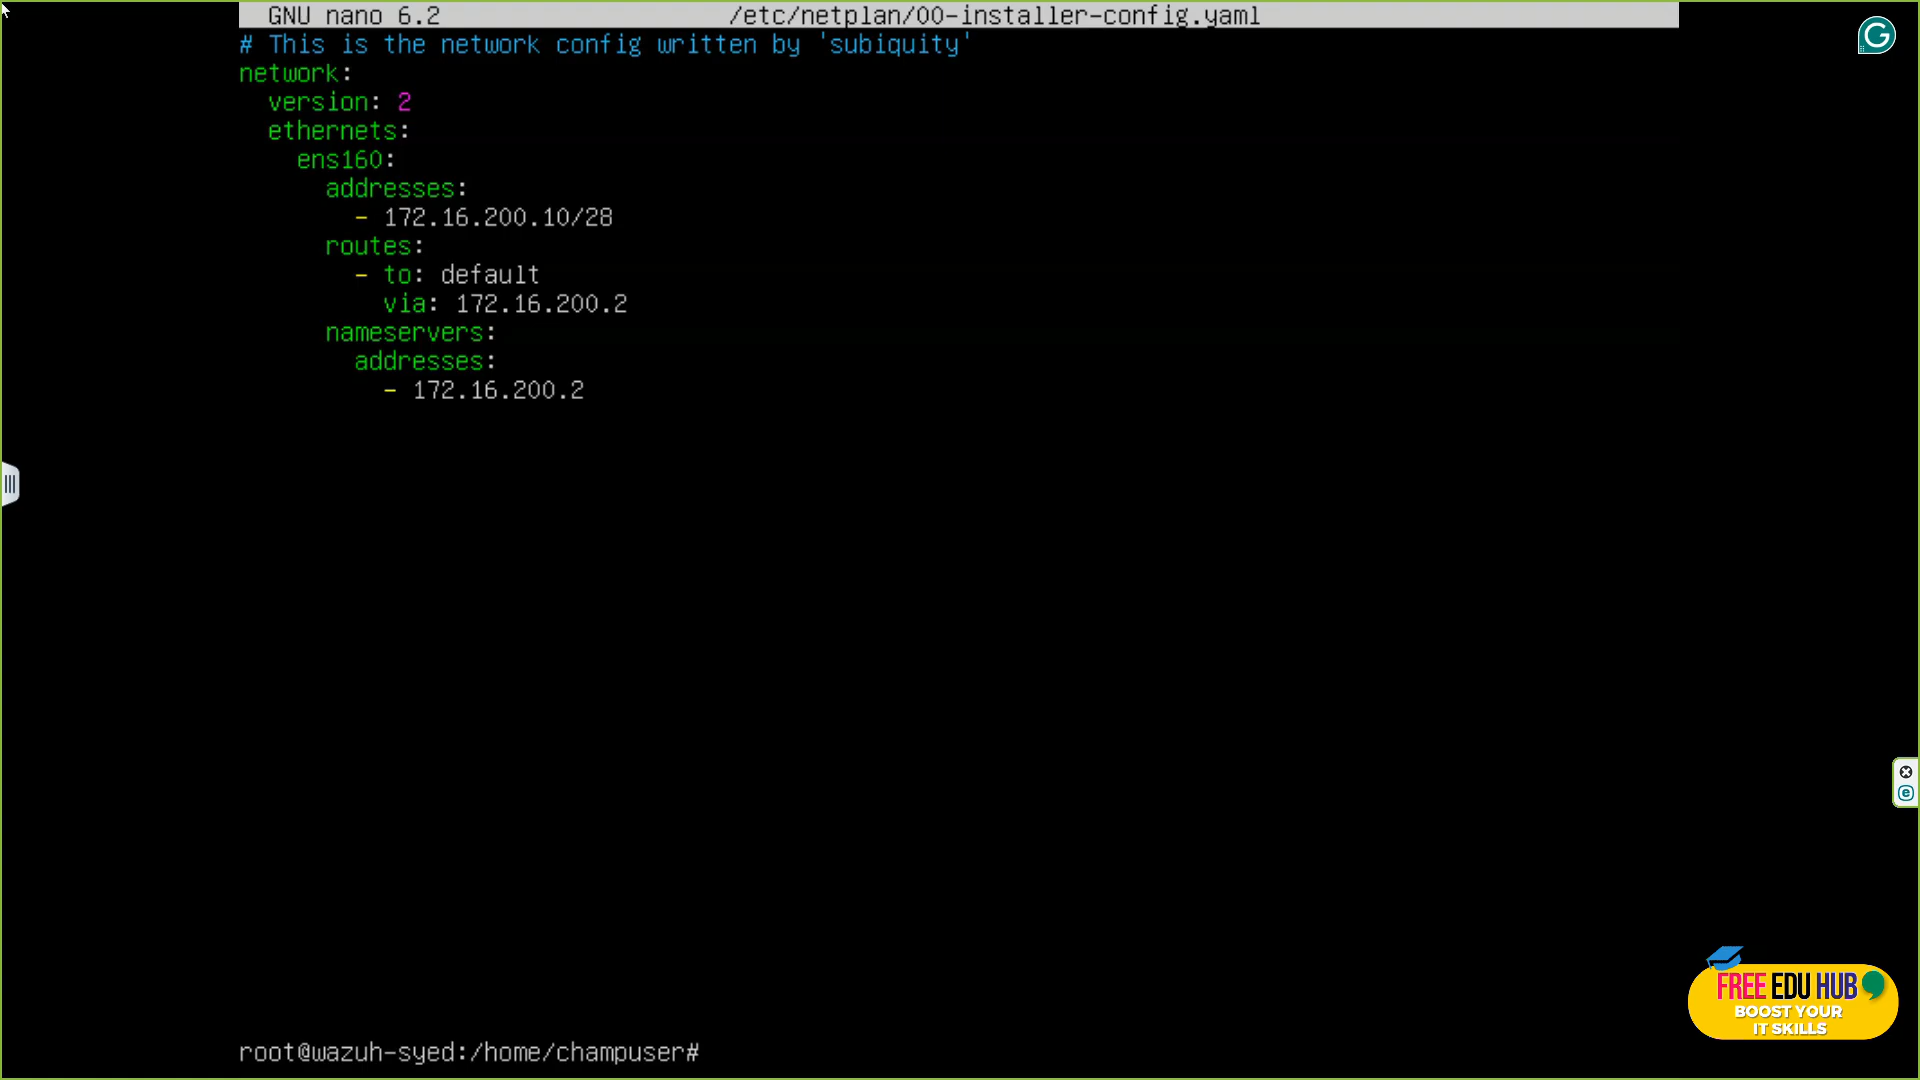 GNU nano 6.2 /etc/netplan/00-installer-config.yaml
# This is the network config written by 'subiquity'
network:
  version: 2
  ethernets:
    ens160:
      addresses:
        - 172.16.200.10/28
      routes:
        - to: default
          via: 172.16.200.2
      nameservers:
        addresses:
          - 172.16.200.2
FREE EDU HUB
BOOST YOUR
IT SKILLS
root@wazuh-syed:/home/champuser#